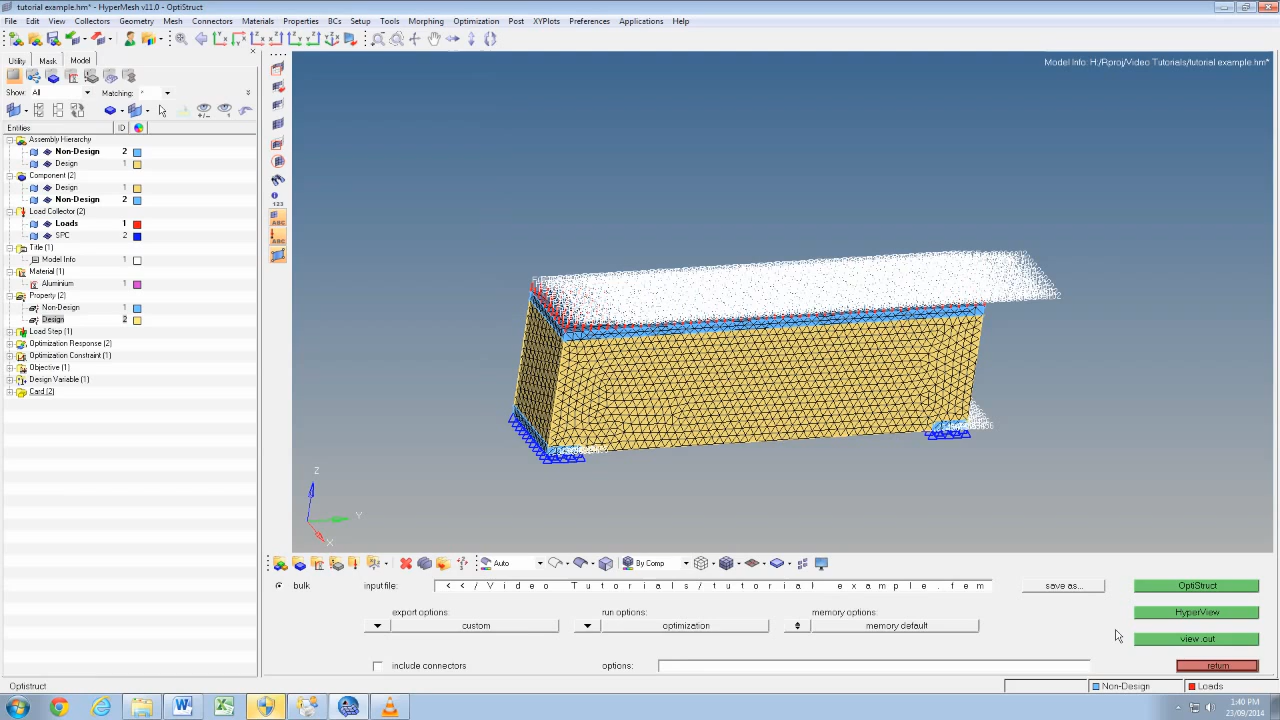 tutorial example.hm* - HyperMesh v11.0 - OptiStruct
File Edit View Collectors Geometry Mesh Connectors Materials Properties BCs Setup Tools Morphing Optimization Post XYPlots Preferences Applications Help
Utility Mask Model
Show: All Matching: *
Entities ID
Assembly Hierarchy
Non-Design 2
Design 1
Component (2)
Design 1
Non-Design 2
Load Collector (2)
Loads 1
SPC 2
Title (1)
Model Info 1
Material (1)
Aluminium 1
Property (2)
Non-Design 1
Design 2
Load Step (1)
Optimization Response (2)
Optimization Constraint (1)
Objective (1)
Design Variable (1)
Card (2)
123
ABC
ABC
Model Info: H:/Rproj/Video Tutorials/tutorial example.hm*
Z
Y
X
Auto By Comp
bulk input file: < < / V i d e o T u t o r i a l s / t u t o r i a l e x a m p l e . f e m save as... OptiStruct
export options: run options: memory options: HyperView
custom optimization memory default
view .out
include connectors options: return
Optistruct Non-Design Loads
1:40 PM
23/09/2014